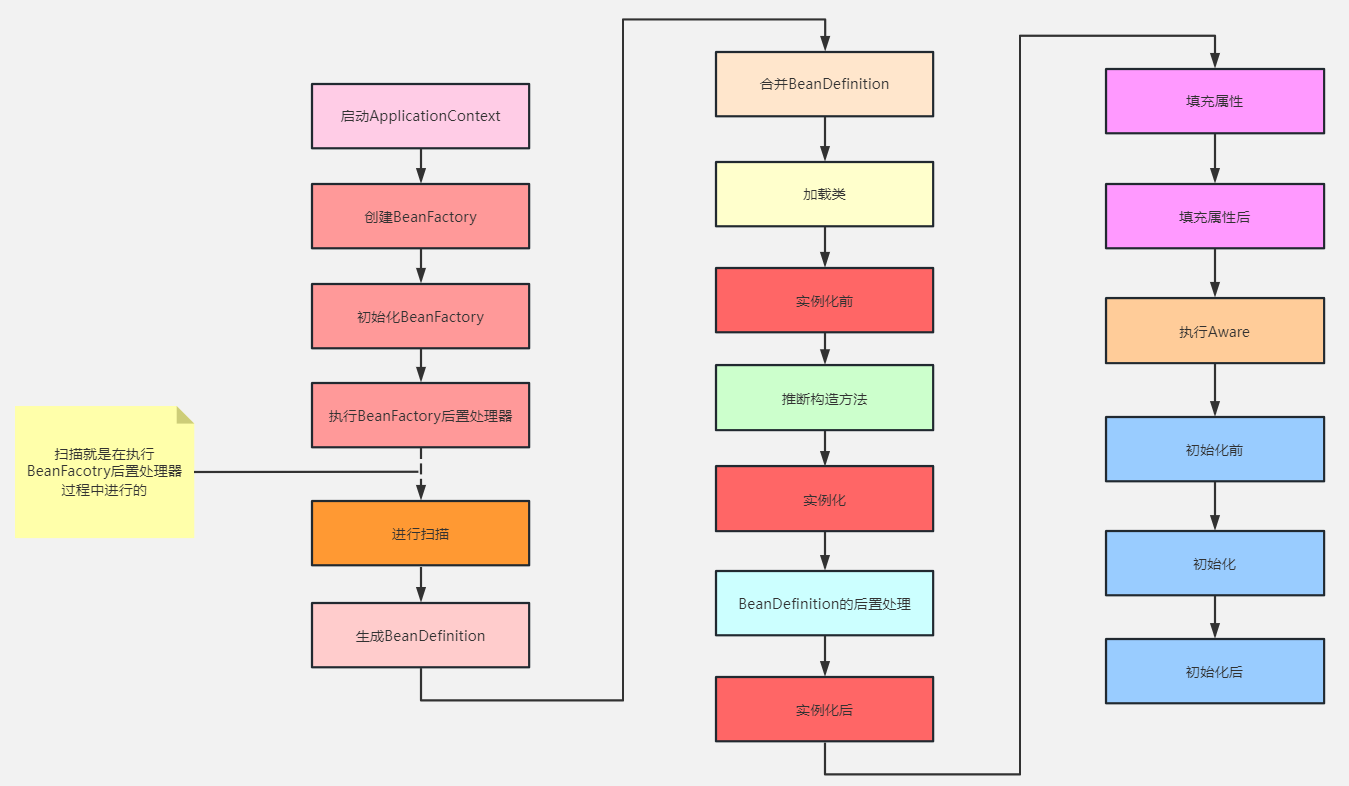 启动ApplicationContext
创建BeanFactory
初始化BeanFactory
执行BeanFactory后置处理器
扫描就是在执行
BeanFacotry后置处理器
过程中进行的
进行扫描
生成BeanDefinition
合并BeanDefinition
加载类
实例化前
推断构造方法
实例化
BeanDefinition的后置处理
实例化后
填充属性
填充属性后
执行Aware
初始化前
初始化
初始化后